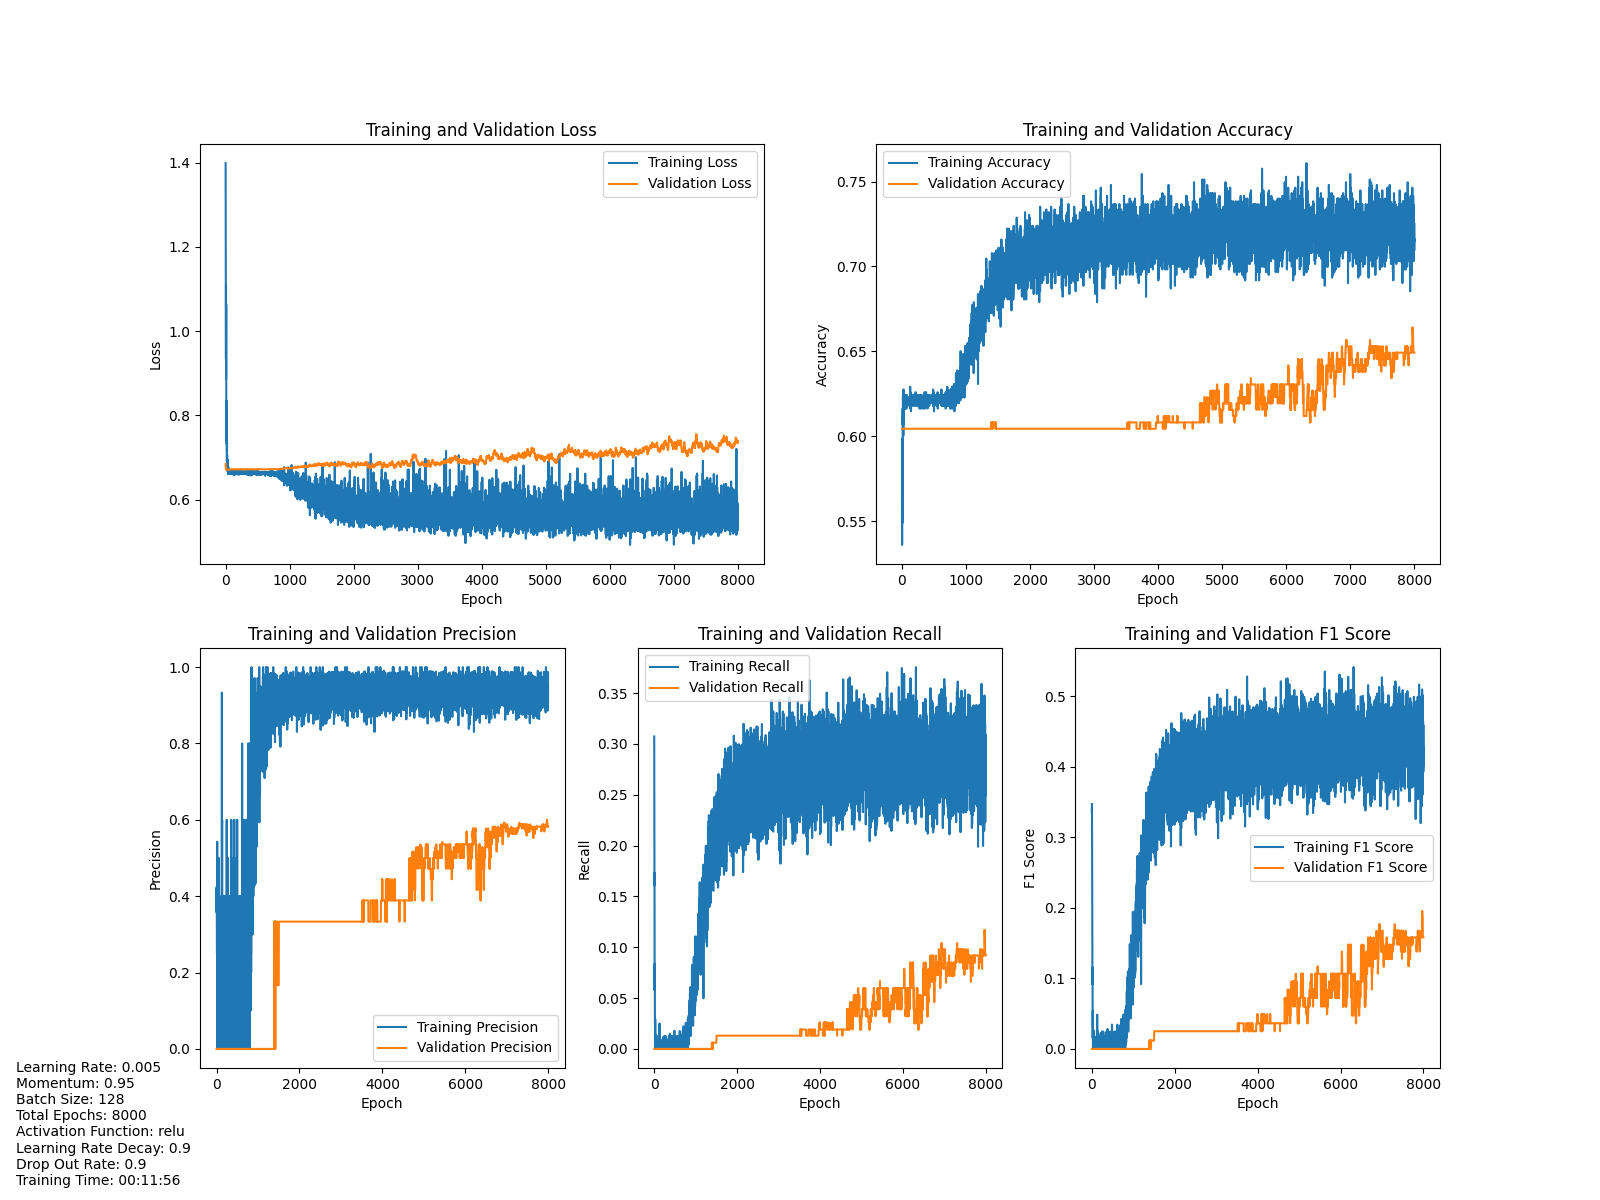 Training and Validation Loss
Training Loss
Validation Loss
1.4
1.2
1.0
0.8
0.6
Loss
0 1000 2000 3000 4000 5000 6000 7000 8000
Epoch
Training and Validation Accuracy
Training Accuracy
Validation Accuracy
0.75
0.70
0.65
0.60
0.55
Accuracy
0 1000 2000 3000 4000 5000 6000 7000 8000
Epoch
Training and Validation Precision
1.0
0.8
0.6
0.4
0.2
0.0
Precision
Training Precision
Validation Precision
0 2000 4000 6000 8000
Epoch
Training and Validation Recall
Training Recall
Validation Recall
0.35
0.30
0.25
0.20
0.15
0.10
0.05
0.00
Recall
0 2000 4000 6000 8000
Epoch
Training and Validation F1 Score
0.5
0.4
0.3
0.2
0.1
0.0
F1 Score
Training F1 Score
Validation F1 Score
0 2000 4000 6000 8000
Epoch
Learning Rate: 0.005
Momentum: 0.95
Batch Size: 128
Total Epochs: 8000
Activation Function: relu
Learning Rate Decay: 0.9
Drop Out Rate: 0.9
Training Time: 00:11:56